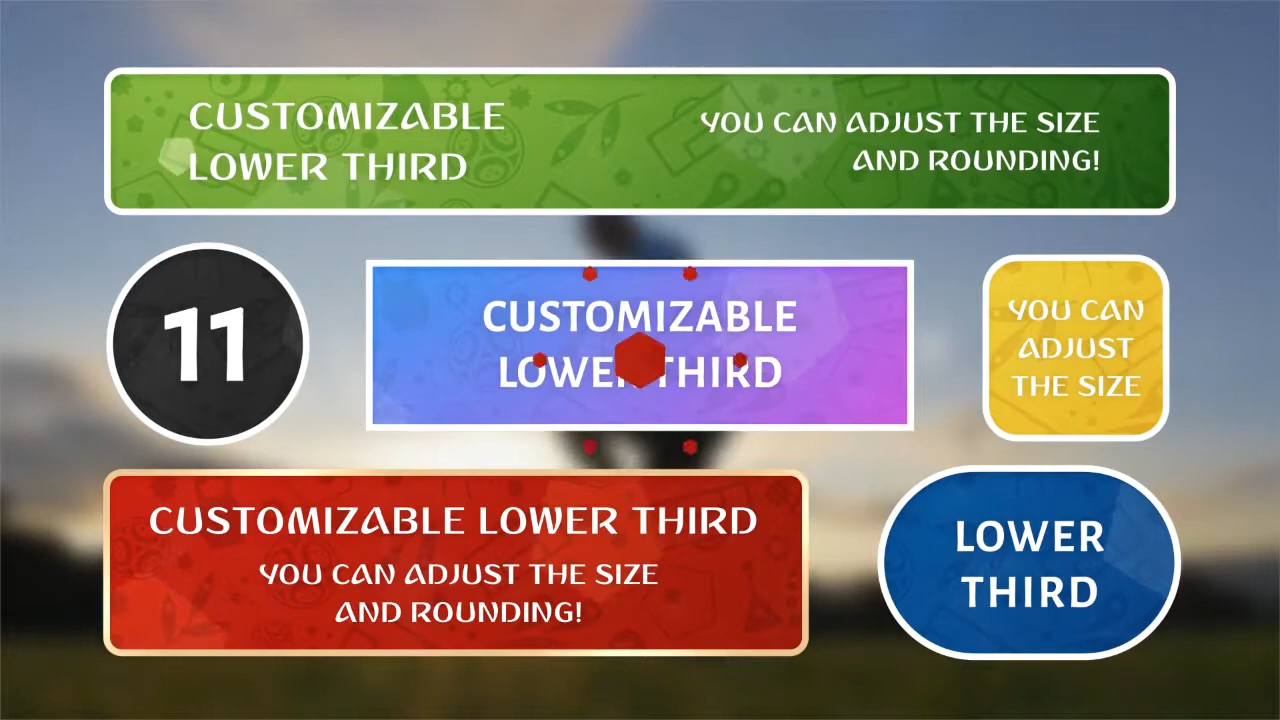 CUSTOMIZABLE
LOWER THIRD
YOU CAN ADJUST THE SIZE
AND ROUNDING!
11
CUSTOMIZABLE
LOWER THIRD
YOU CAN
ADJUST
THE SIZE
CUSTOMIZABLE LOWER THIRD
YOU CAN ADJUST THE SIZE
AND ROUNDING!
LOWER
THIRD